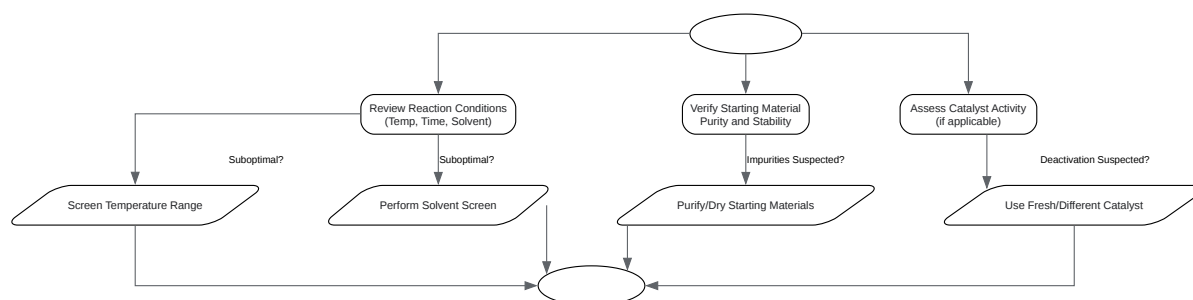 Review Reaction Conditions
(Temp, Time, Solvent)
Verify Starting Material
Purity and Stability
Assess Catalyst Activity
(if applicable)
Suboptimal?
Suboptimal?
Impurities Suspected?
Deactivation Suspected?
Screen Temperature Range
Perform Solvent Screen
Purify/Dry Starting Materials
Use Fresh/Different Catalyst